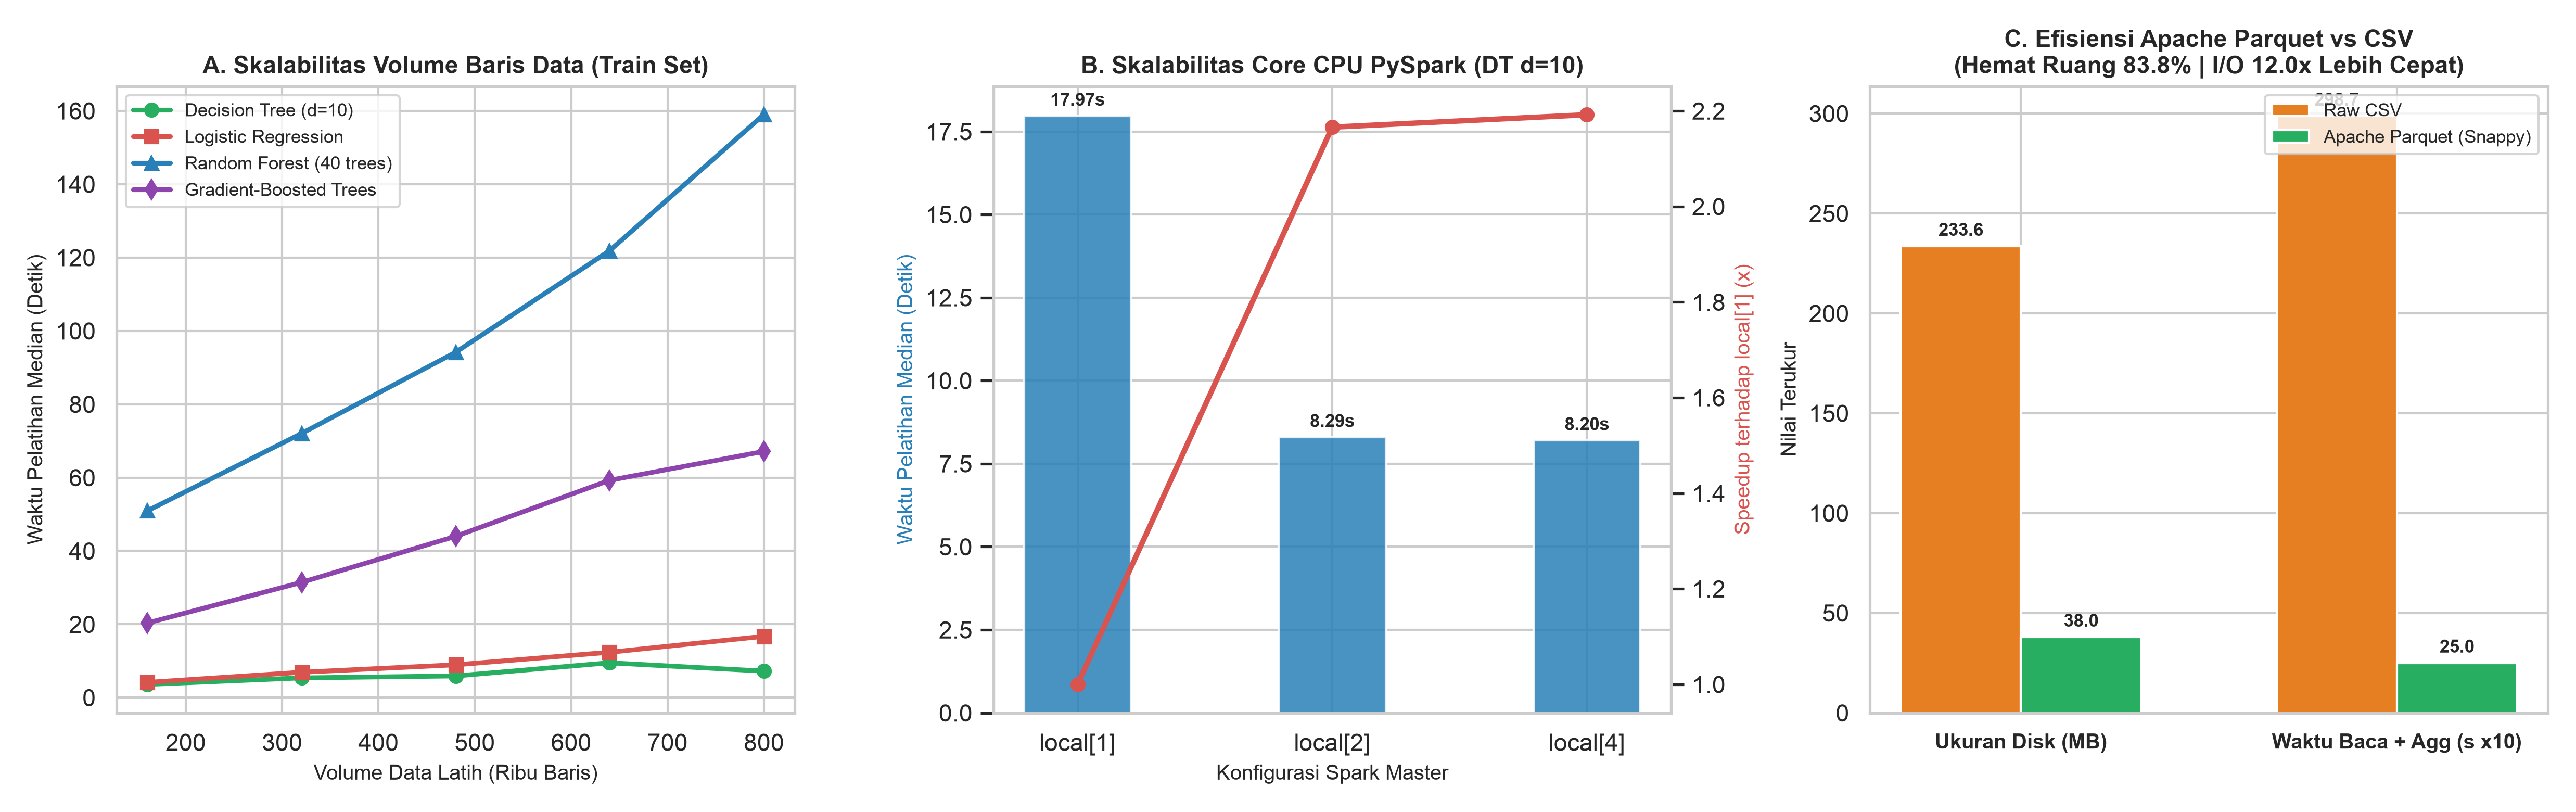 A. Skalabilitas Volume Baris Data (Train Set)
Decision Tree (d=10)
Logistic Regression
Random Forest (40 trees)
Gradient-Boosted Trees
Waktu Pelatihan Median (Detik)
160
140
120
100
80
60
40
20
0
200 300 400 500 600 700 800
Volume Data Latih (Ribu Baris)
B. Skalabilitas Core CPU PySpark (DT d=10)
Waktu Pelatihan Median (Detik)
17.5
15.0
12.5
10.0
7.5
5.0
2.5
0.0
17.97s
8.29s
8.20s
local[1] local[2] local[4]
Konfigurasi Spark Master
2.2
2.0
1.8
1.6
1.4
1.2
1.0
Speedup terhadap local[1] (x)
C. Efisiensi Apache Parquet vs CSV
(Hemat Ruang 83.8% | I/O 12.0x Lebih Cepat)
298.7
Raw CSV
Apache Parquet (Snappy)
Nilai Terukur
300
250
200
150
100
50
0
233.6
38.0
25.0
Ukuran Disk (MB) Waktu Baca + Agg (s x10)